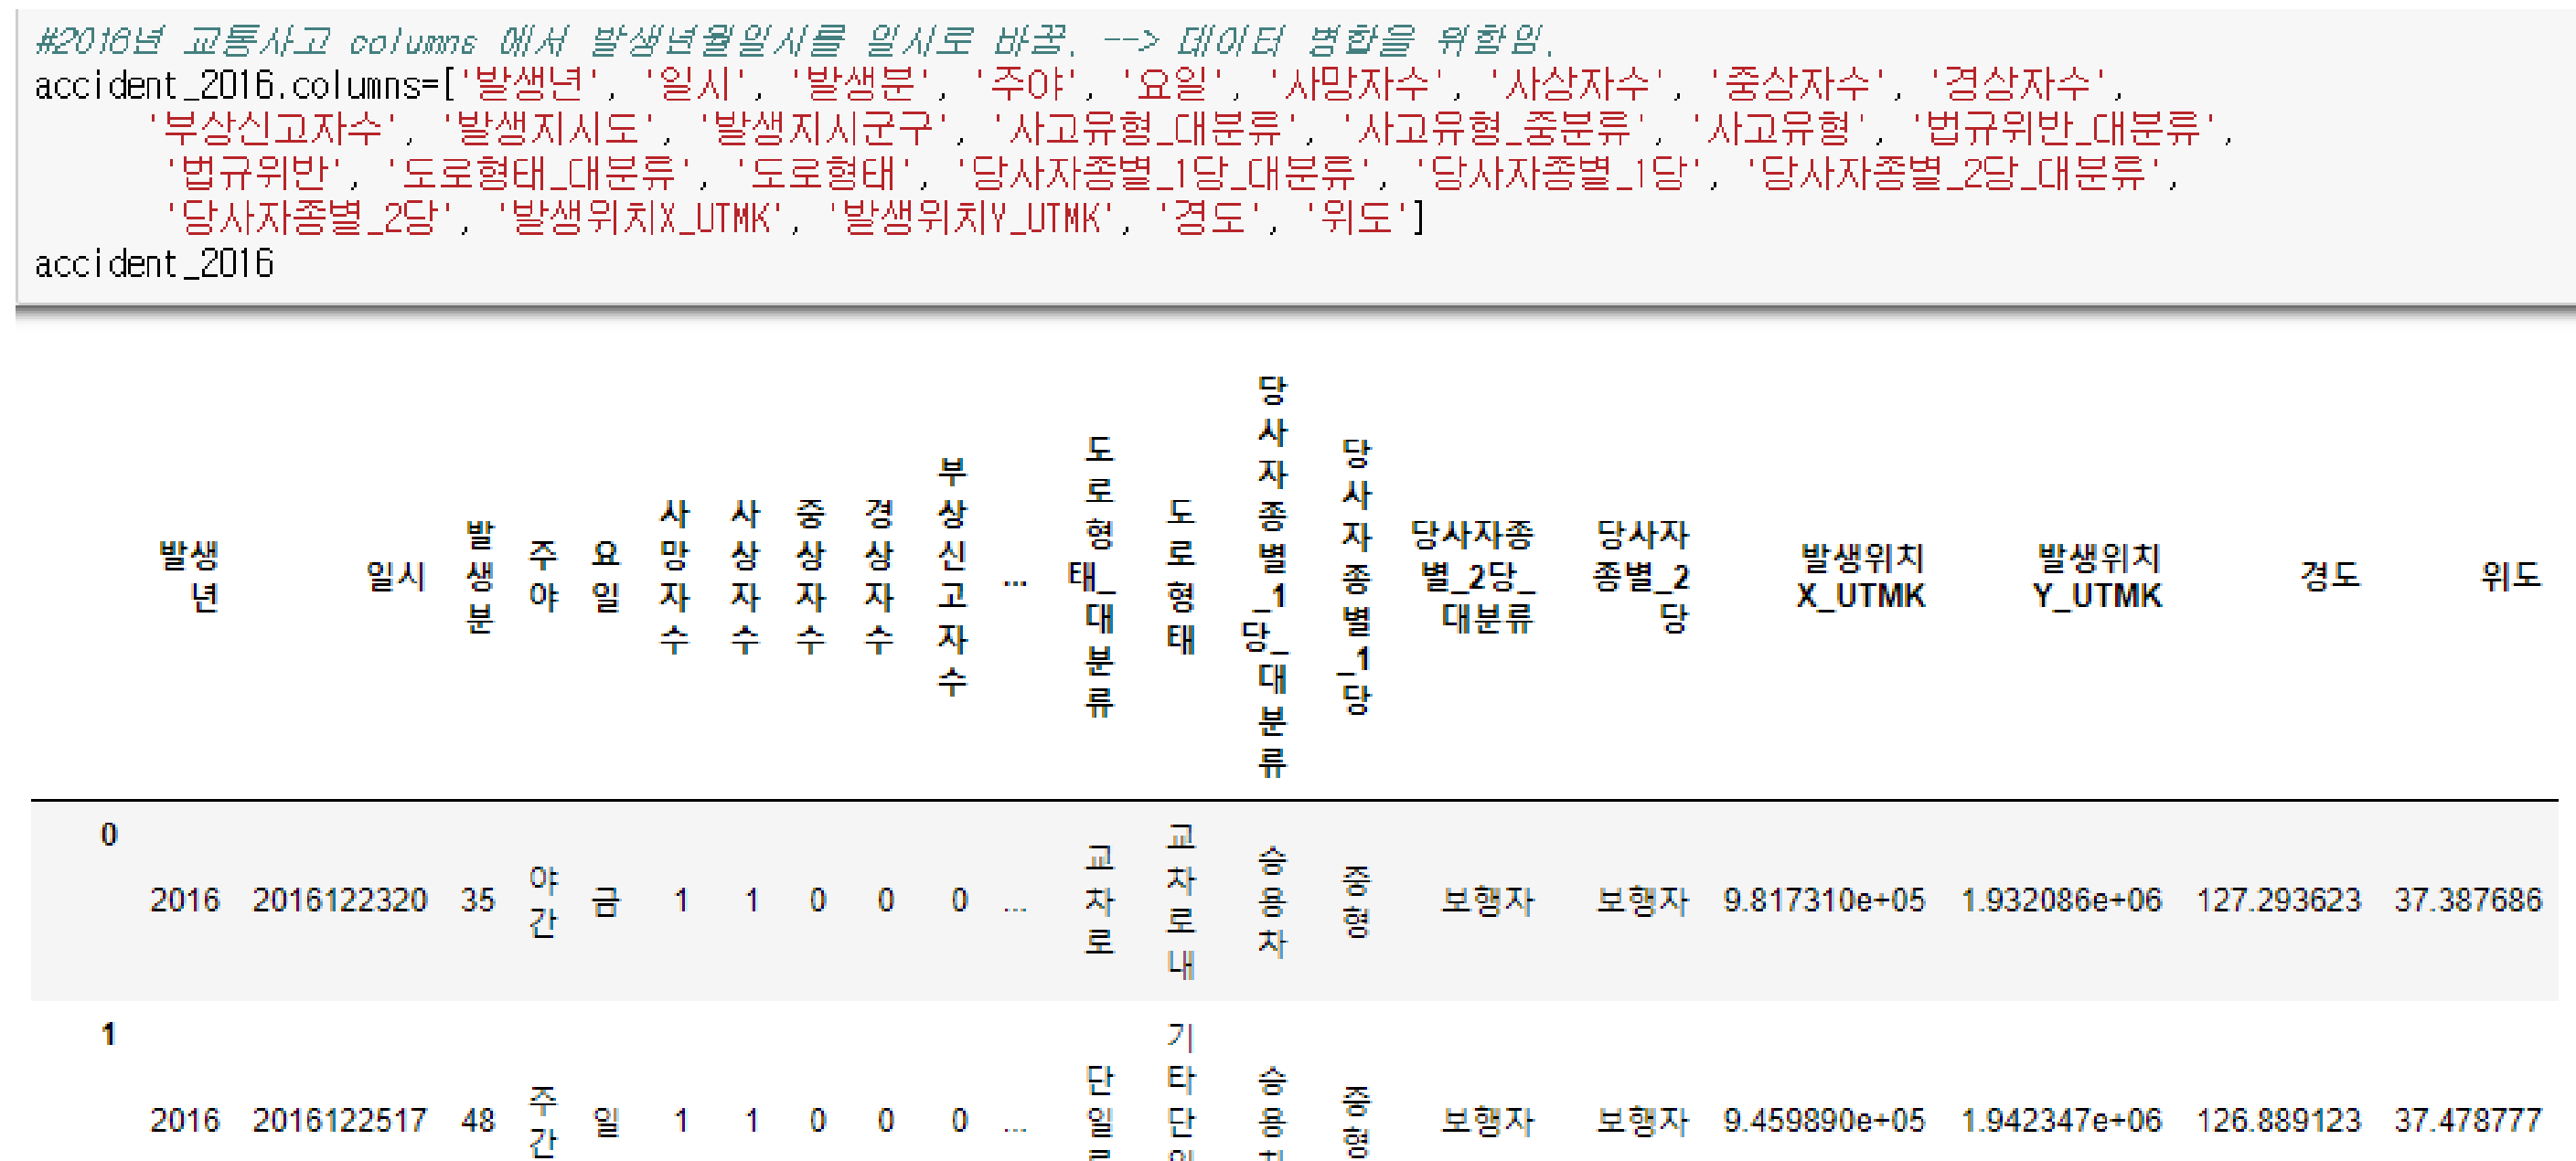 #2016년 교통사고 columns 에서 발생년월일시를 일시로 바꿈. --> 데이터 병합을 위함임.
accident_2016.columns=['발생년', '일시', '발생분', '주야', '요일', '사망자수', '사상자수', '중상자수', '경상자수',
'부상신고자수', '발생지시도', '발생지시군구', '사고유형_대분류', '사고유형_중분류', '사고유형', '법규위반_대분류',
'법규위반', '도로형태_대분류', '도로형태', '당사자종별_1당_대분류', '당사자종별_1당', '당사자종별_2당_대분류',
'당사자종별_2당', '발생위치X_UTMK', '발생위치Y_UTMK', '경도', '위도']
accident_2016
발생년 일시 발생분 주야 요일 사망자수 사상자수 중상자수 경상자수 부상신고자수 ... 도로형태_대분류 도로형태 당사자종별_1당_대분류 당사자종별_1당 당사자종별_2당_대분류 당사자종별_2당 발생위치X_UTMK 발생위치Y_UTMK 경도 위도
0 2016 2016122320 35 야간 금 1 1 0 0 0 ... 교차로 교차로내 승용차 중형 보행자 보행자 9.817310e+05 1.932086e+06 127.293623 37.387686
1 2016 2016122517 48 주간 일 1 1 0 0 0 ... 단일 기타단 승용 중형 보행자 보행자 9.459890e+05 1.942347e+06 126.889123 37.478777